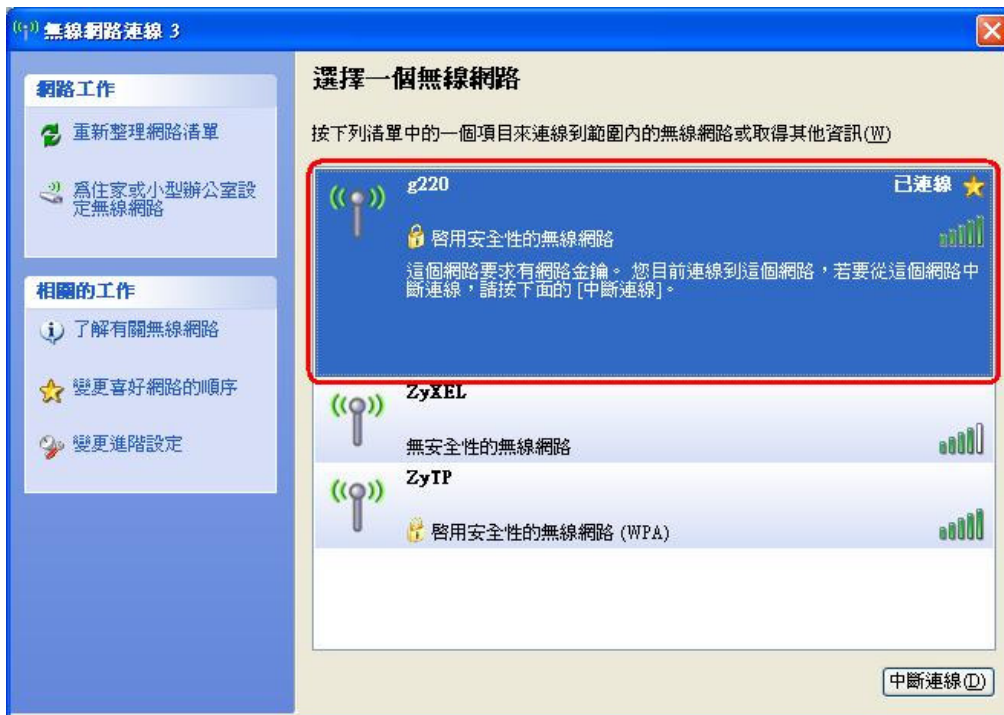 無線網路連線 3
網路工作
重新整理網路清單
爲住家或小型辦公室設
定無線網路
相關的工作
了解有關無線網路
變更喜好網路的順序
變更進階設定
選擇一個無線網路
按下列清單中的一個項目來連線到範圍內的無線網路或取得其他資訊(W)
g220 已連線
啓用安全性的無線網路
這個網路要求有網路金鑰。您目前連線到這個網路，若要從這個網路中
斷連線，請按下面的 [中斷連線]。
ZyXEL
無安全性的無線網路
ZyTP
啓用安全性的無線網路 (WPA)
中斷連線(D)